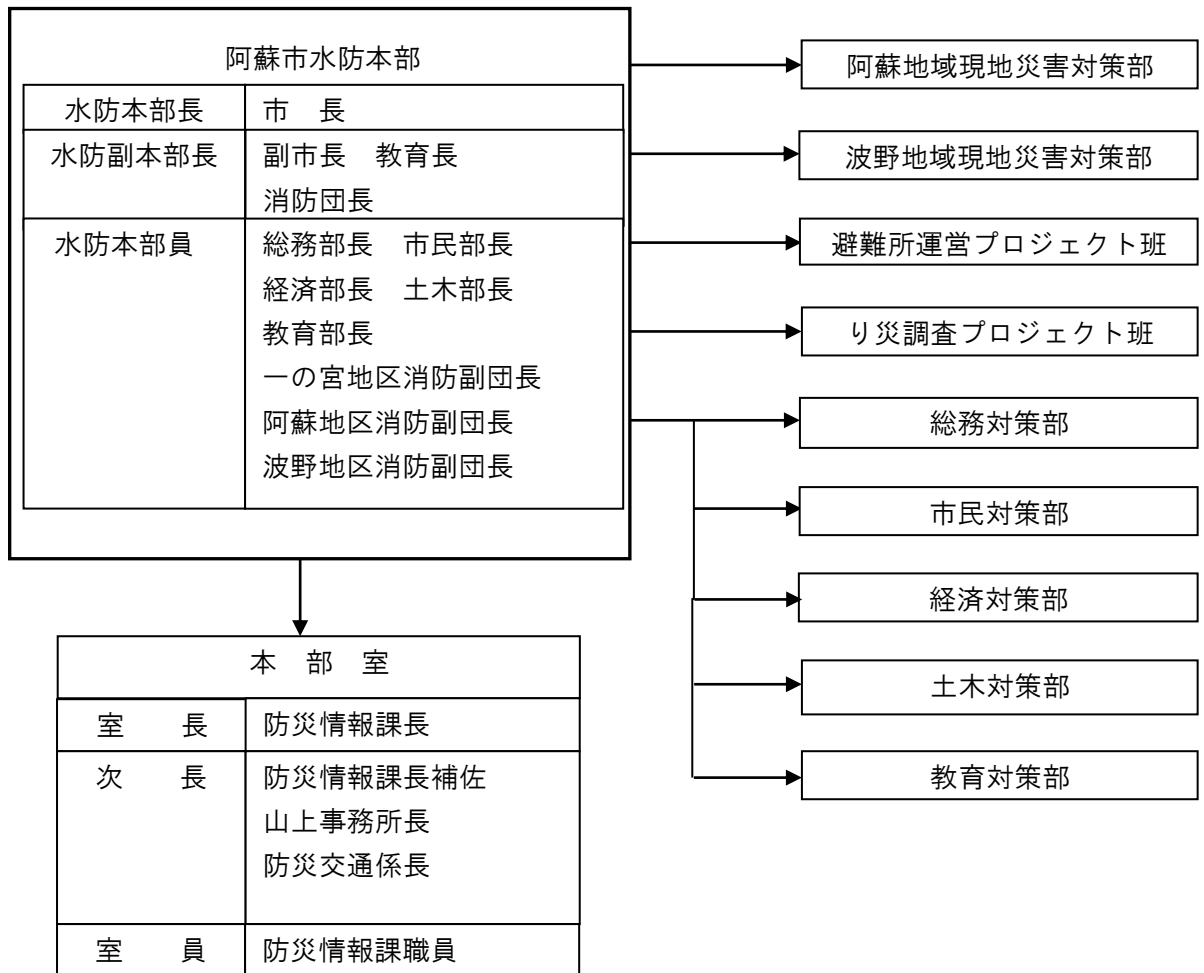 阿蘇市水防本部
水防本部長 市　長
水防副本部長 副市長　教育長
消防団長
水防本部員 総務部長　市民部長
経済部長　土木部長
教育部長
一の宮地区消防副団長
阿蘇地区消防副団長
波野地区消防副団長
本　部　室
室　　長 防災情報課長
次　　長 防災情報課長補佐
山上事務所長
防災交通係長
室　　員 防災情報課職員
阿蘇地域現地災害対策部
波野地域現地災害対策部
避難所運営プロジェクト班
り災調査プロジェクト班
総務対策部
市民対策部
経済対策部
土木対策部
教育対策部